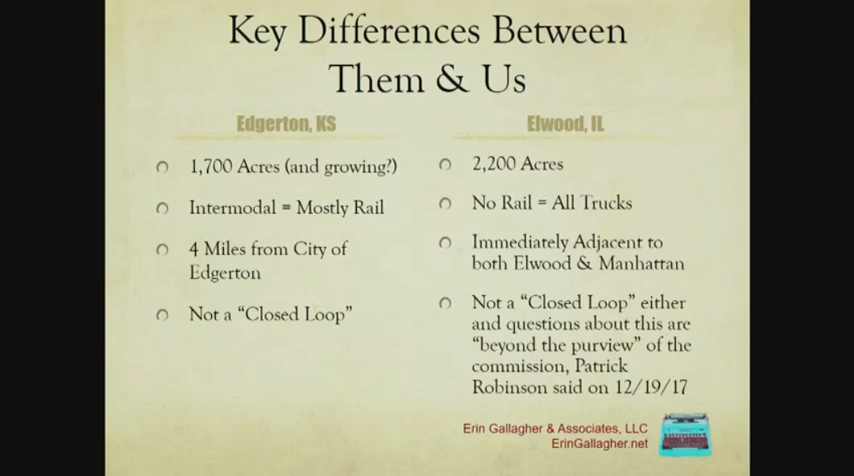 Key Differences Between
Them & Us
Edgerton, KS
1,700 Acres (and growing?)
Intermodal = Mostly Rail
4 Miles from City of
Edgerton
Not a “Closed Loop”
Elwood, IL
2,200 Acres
No Rail = All Trucks
Immediately Adjacent to
both Elwood & Manhattan
Not a “Closed Loop” either
and questions about this are
“beyond the purview” of the
commission, Patrick
Robinson said on 12/19/17
Erin Gallagher & Associates, LLC
ErinGallagher.net